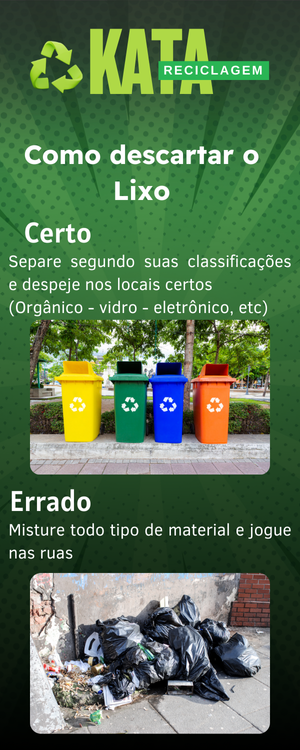 KATA
RECICLAGEM
Como descartar o
Lixo
Certo
Separe segundo suas classificações
e despeje nos locais certos
(Orgânico - vidro - eletrônico, etc)
Errado
Misture todo tipo de material e jogue
nas ruas